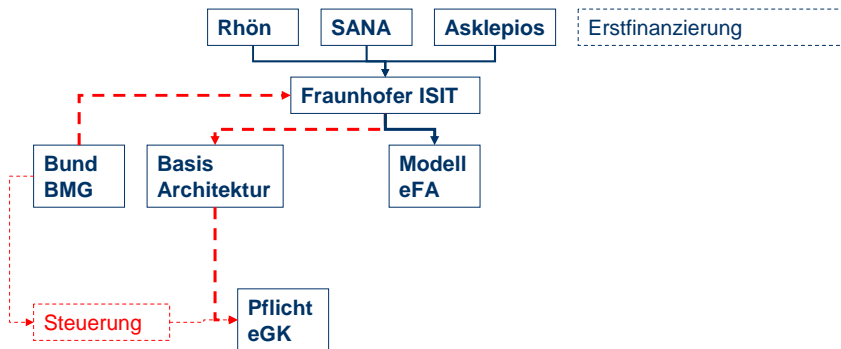 Rhön
SANA
Asklepios
Erstfinanzierung
Fraunhofer ISIT
Bund
BMG
Basis
Architektur
Modell
eFA
Steuerung
Pflicht
eGK